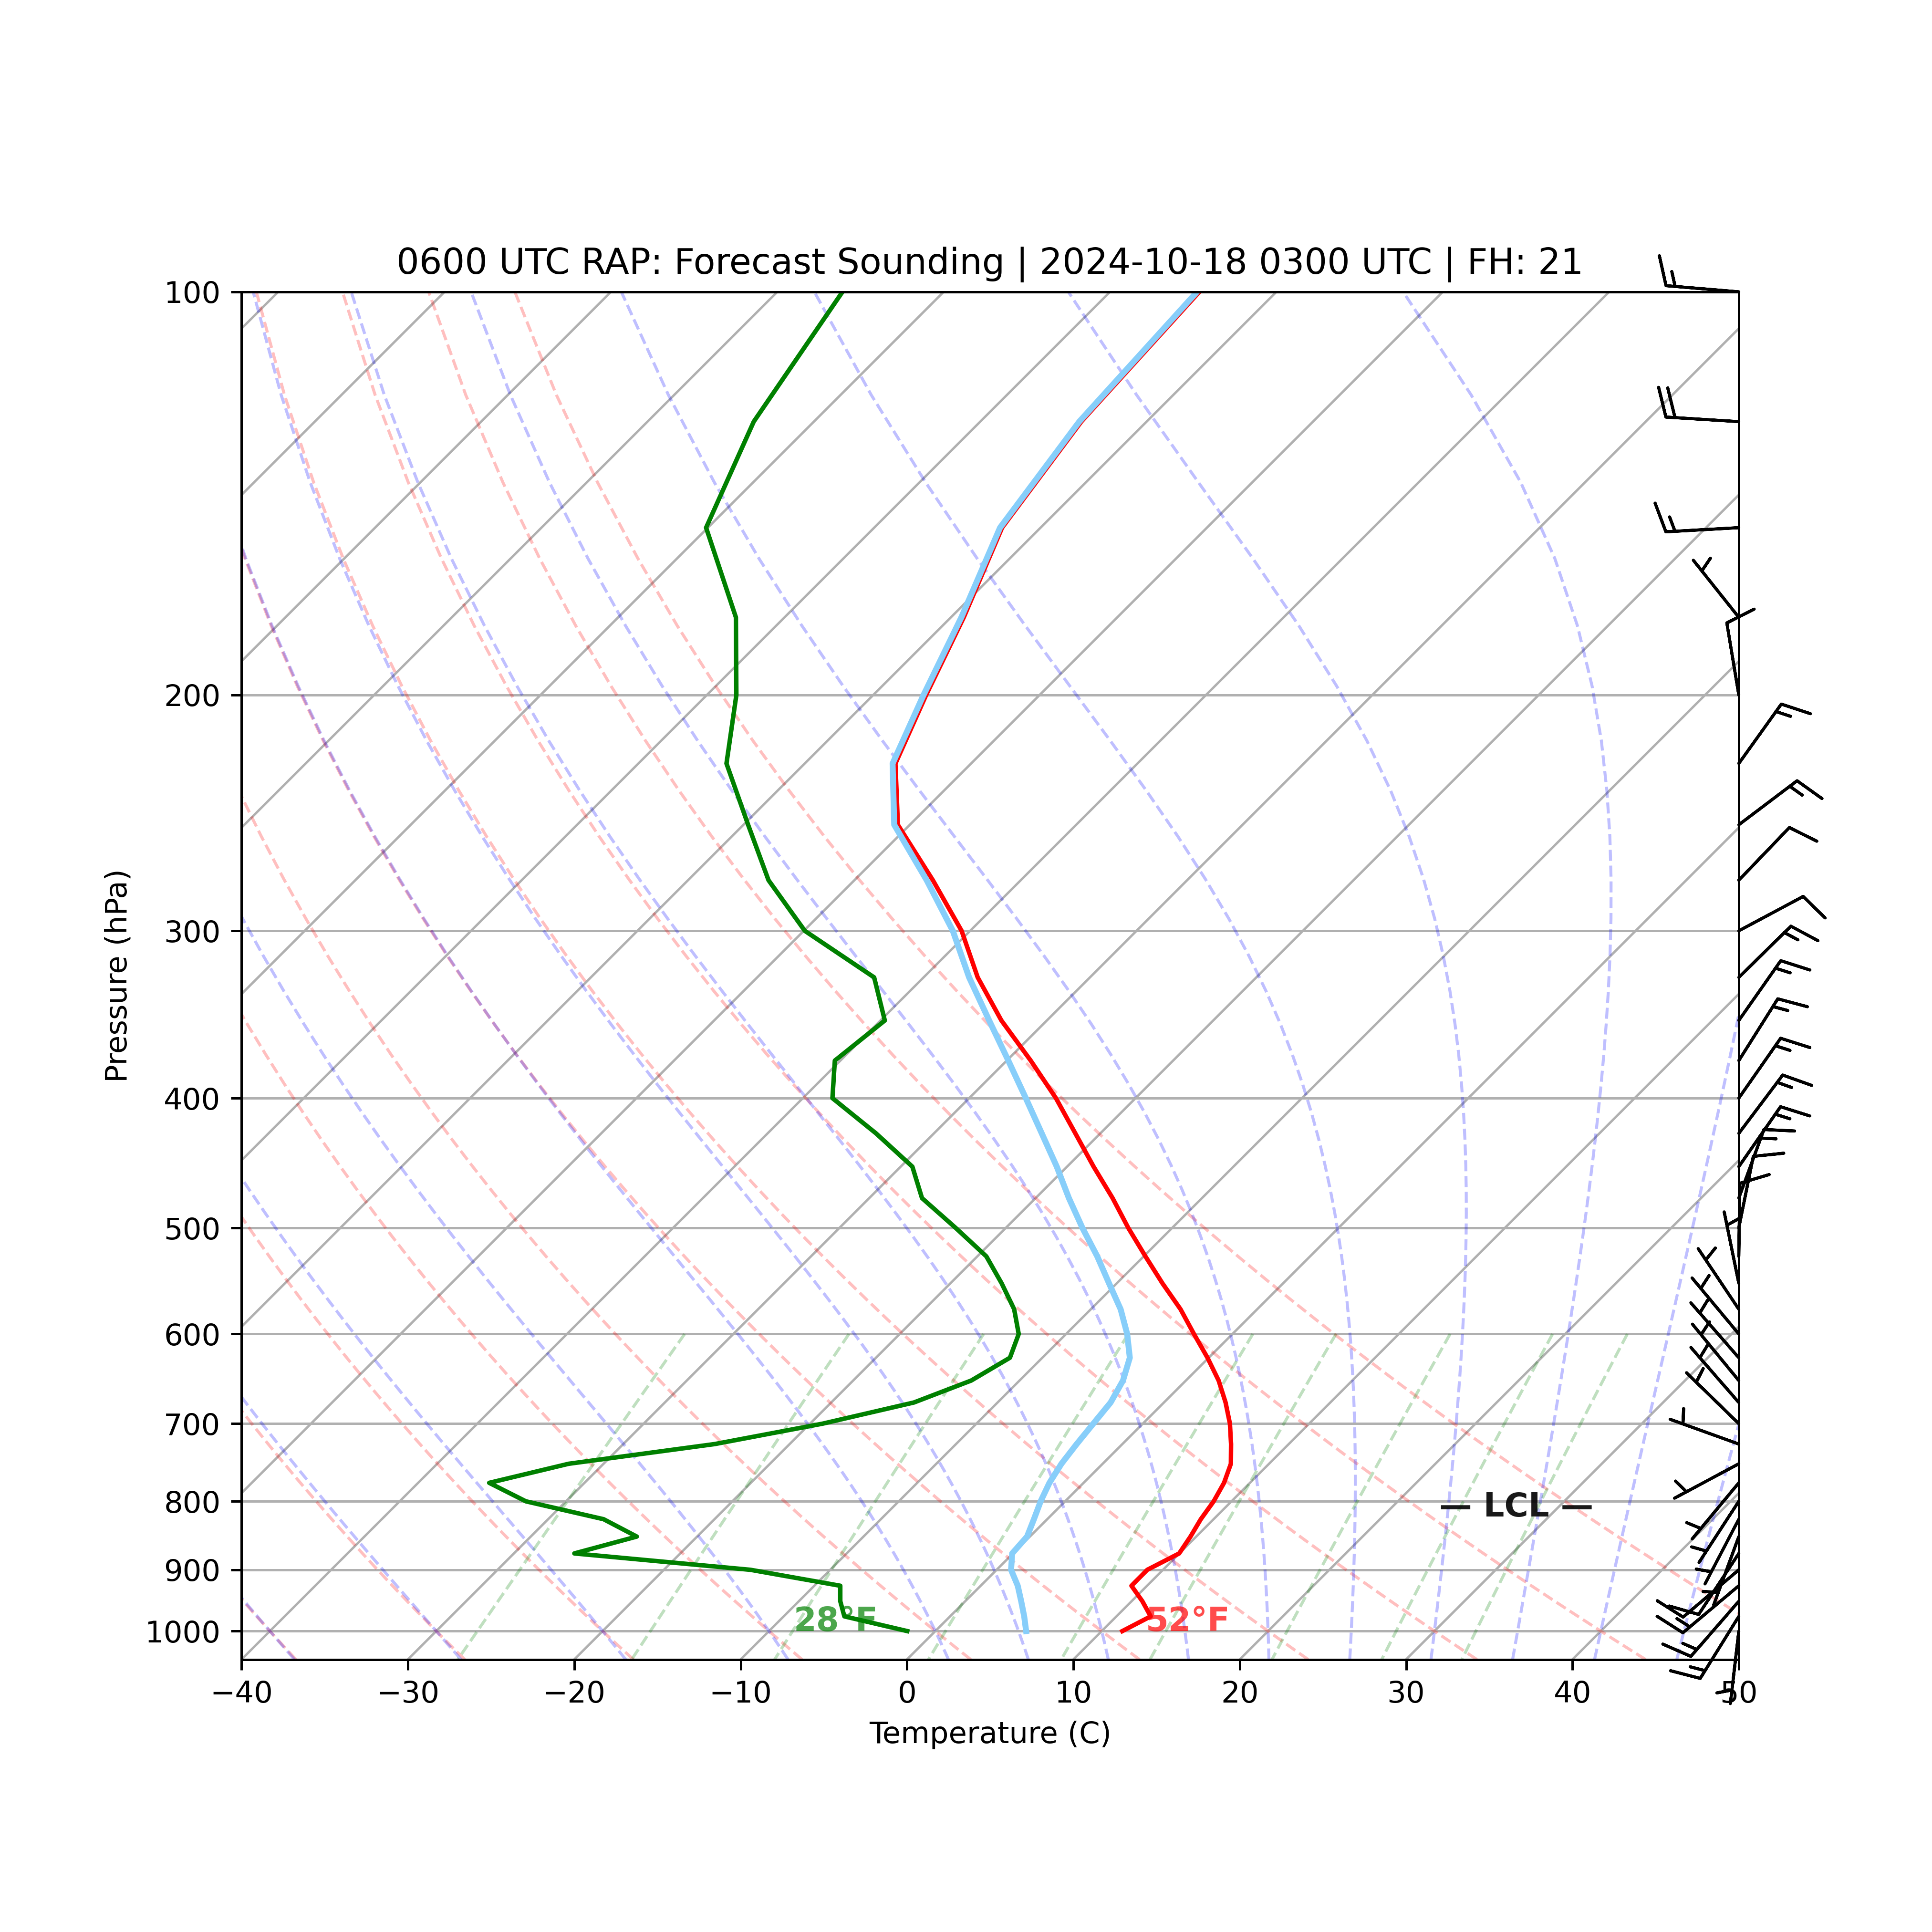 0600 UTC RAP: Forecast Sounding | 2024-10-18 0300 UTC | FH: 21
100
200
300
400
500
600
700
800
900
1000
Pressure (hPa)
— LCL —
28°F
52°F
−40 −30 −20 −10 0 10 20 30 40 50
Temperature (C)